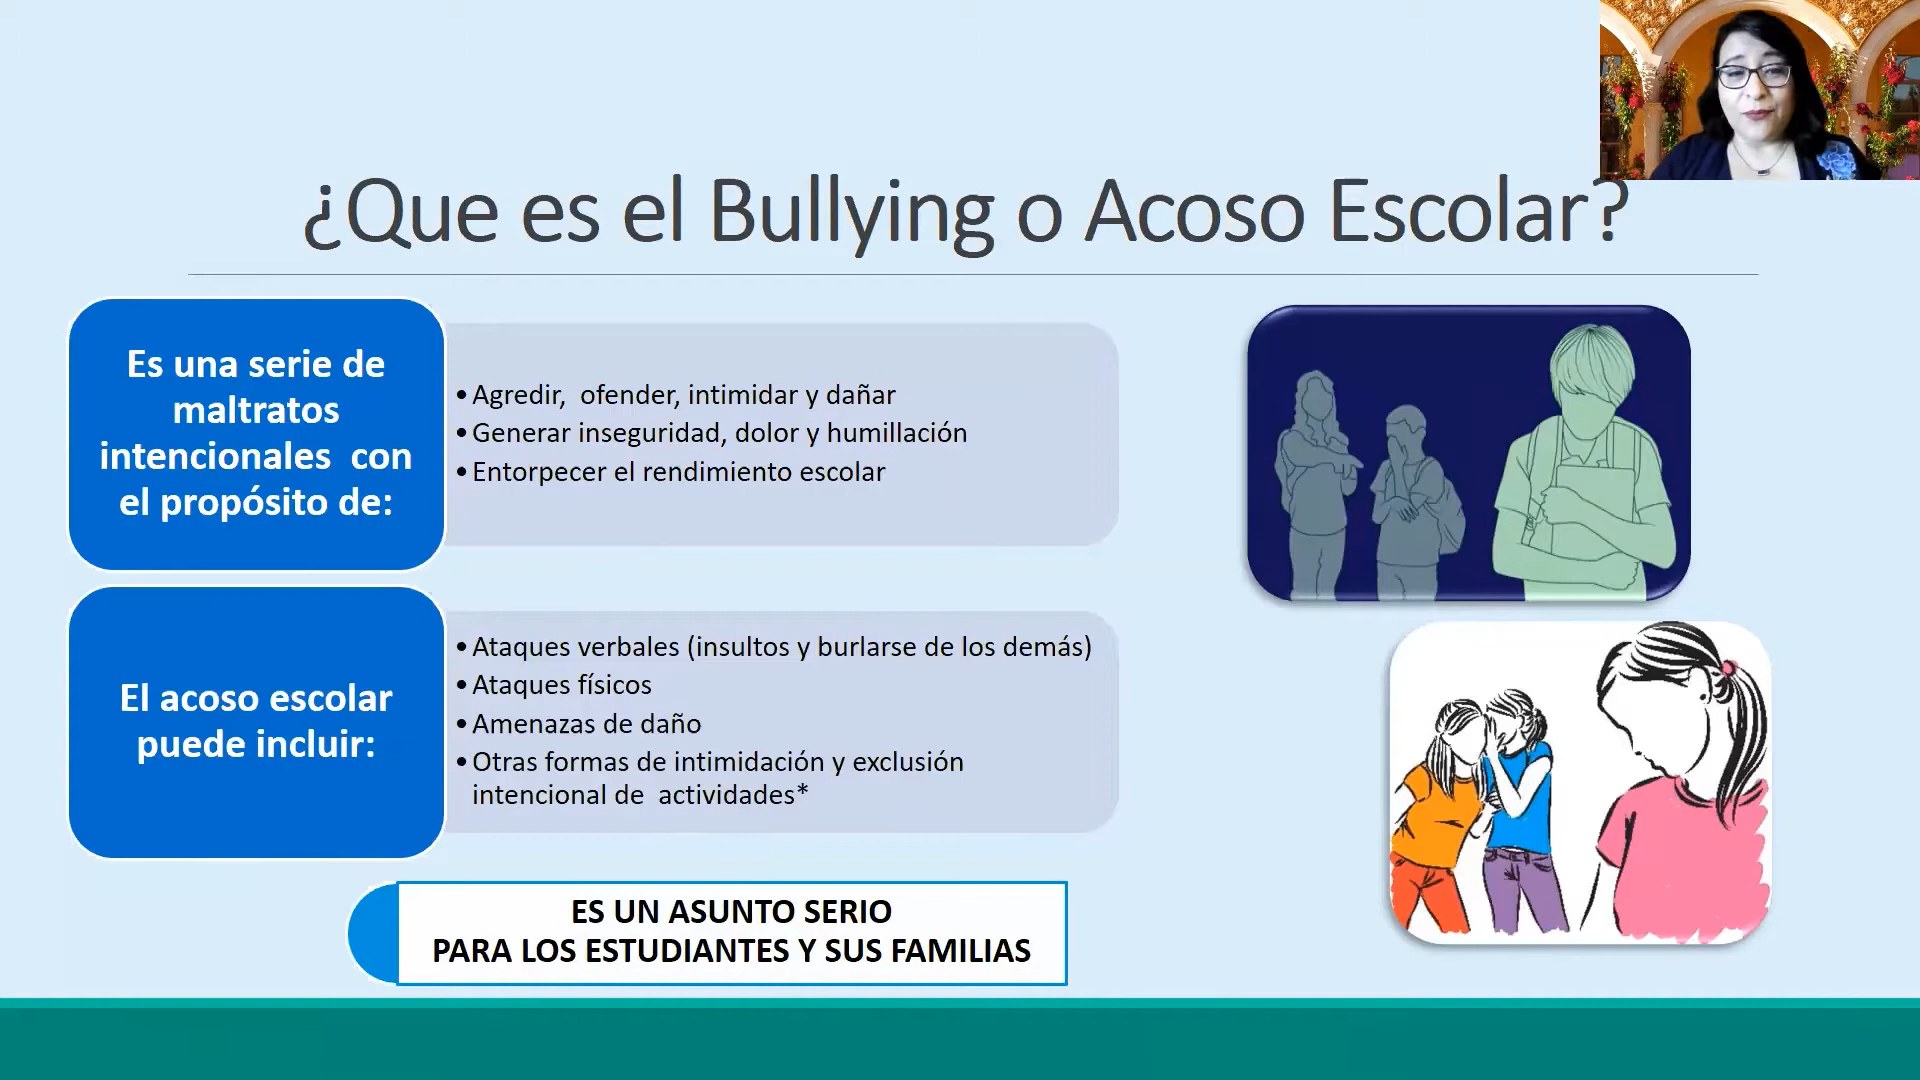 ¿Que es el Bullying o Acoso Escolar?
Es una serie de
maltratos
intencionales con
el propósito de:
• Agredir, ofender, intimidar y dañar
• Generar inseguridad, dolor y humillación
• Entorpecer el rendimiento escolar
El acoso escolar
puede incluir:
• Ataques verbales (insultos y burlarse de los demás)
• Ataques físicos
• Amenazas de daño
• Otras formas de intimidación y exclusión
intencional de actividades*
ES UN ASUNTO SERIO
PARA LOS ESTUDIANTES Y SUS FAMILIAS